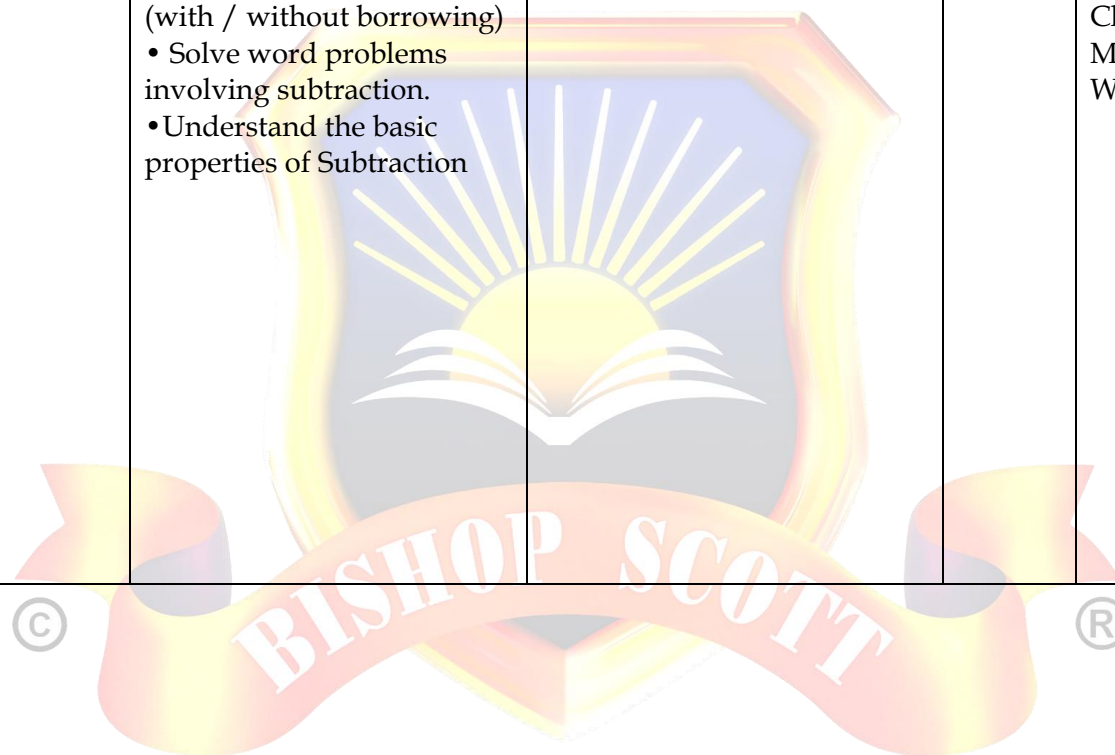 (with / without borrowing)
• Solve word problems
involving subtraction.
•Understand the basic
properties of Subtraction
BISHOP SCOTT
©
®